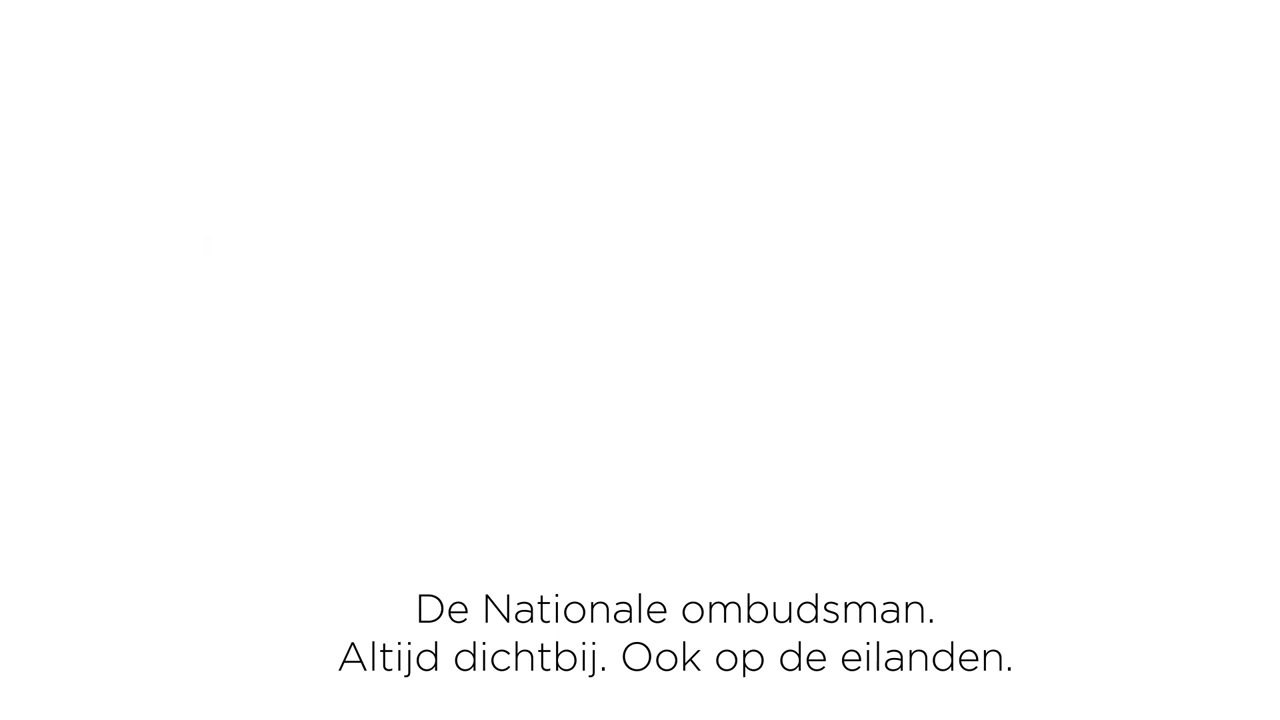 De Nationale ombudsman.
Altijd dichtbij. Ook op de eilanden.